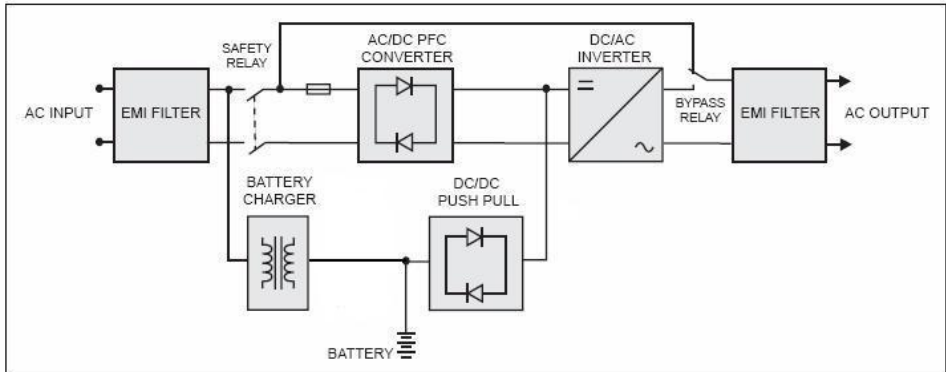 SAFETY
RELAY
AC/DC PFC
CONVERTER
DC/AC
INVERTER
AC INPUT
EMI FILTER
BYPASS
RELAY
EMI FILTER
AC OUTPUT
BATTERY
CHARGER
DC/DC
PUSH PULL
BATTERY